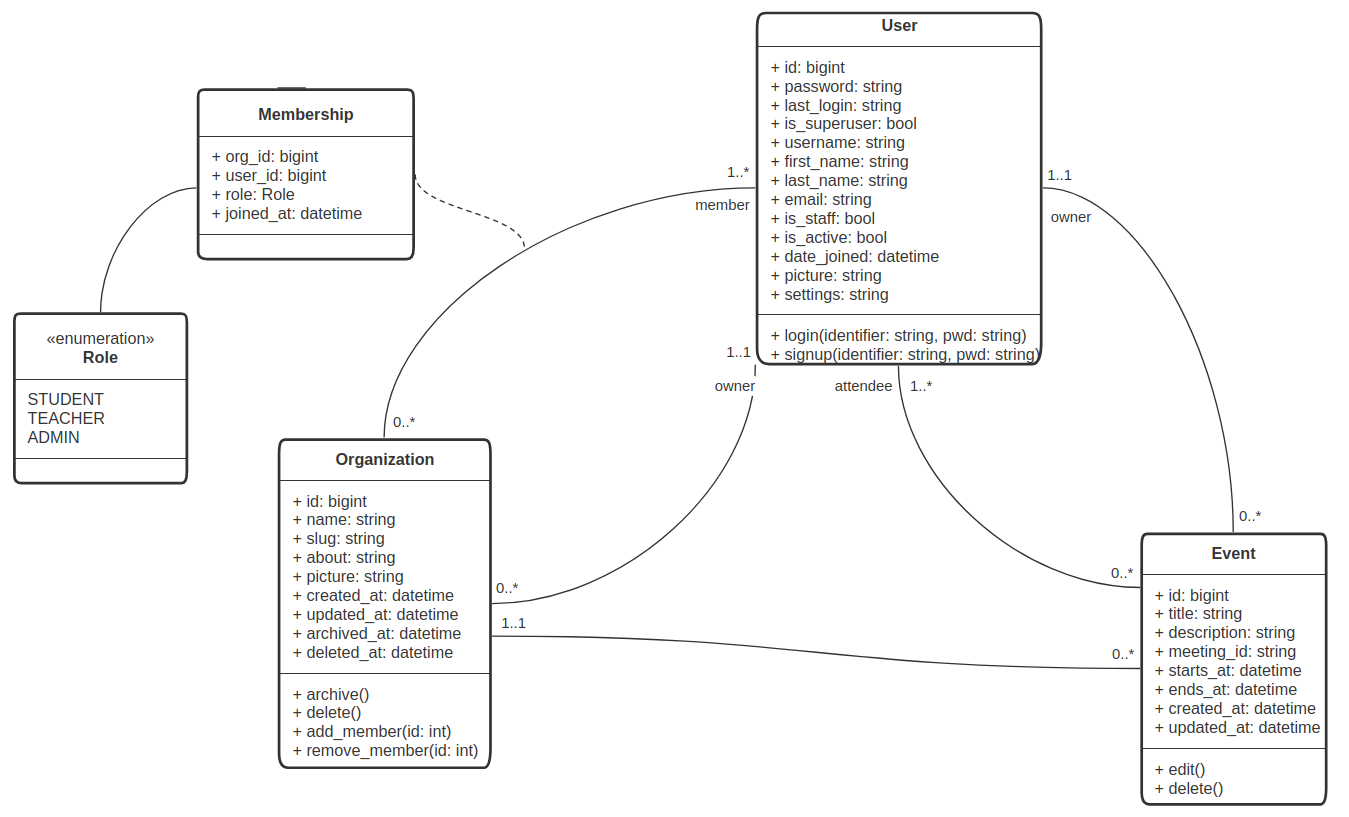 User
+ id: bigint
+ password: string
+ last_login: string
+ is_superuser: bool
+ username: string
+ first_name: string
+ last_name: string
+ email: string
+ is_staff: bool
+ is_active: bool
+ date_joined: datetime
+ picture: string
+ settings: string
+ login(identifier: string, pwd: string)
+ signup(identifier: string, pwd: string)
Membership
+ org_id: bigint
+ user_id: bigint
+ role: Role
+ joined_at: datetime
1..*
member
1..1
owner
«enumeration»
Role
STUDENT
TEACHER
ADMIN
1..1
owner
attendee
1..*
0..*
Organization
+ id: bigint
+ name: string
+ slug: string
+ about: string
+ picture: string
+ created_at: datetime
+ updated_at: datetime
+ archived_at: datetime
+ deleted_at: datetime
+ archive()
+ delete()
+ add_member(id: int)
+ remove_member(id: int)
0..*
1..1
0..*
0..*
0..*
Event
+ id: bigint
+ title: string
+ description: string
+ meeting_id: string
+ starts_at: datetime
+ ends_at: datetime
+ created_at: datetime
+ updated_at: datetime
+ edit()
+ delete()